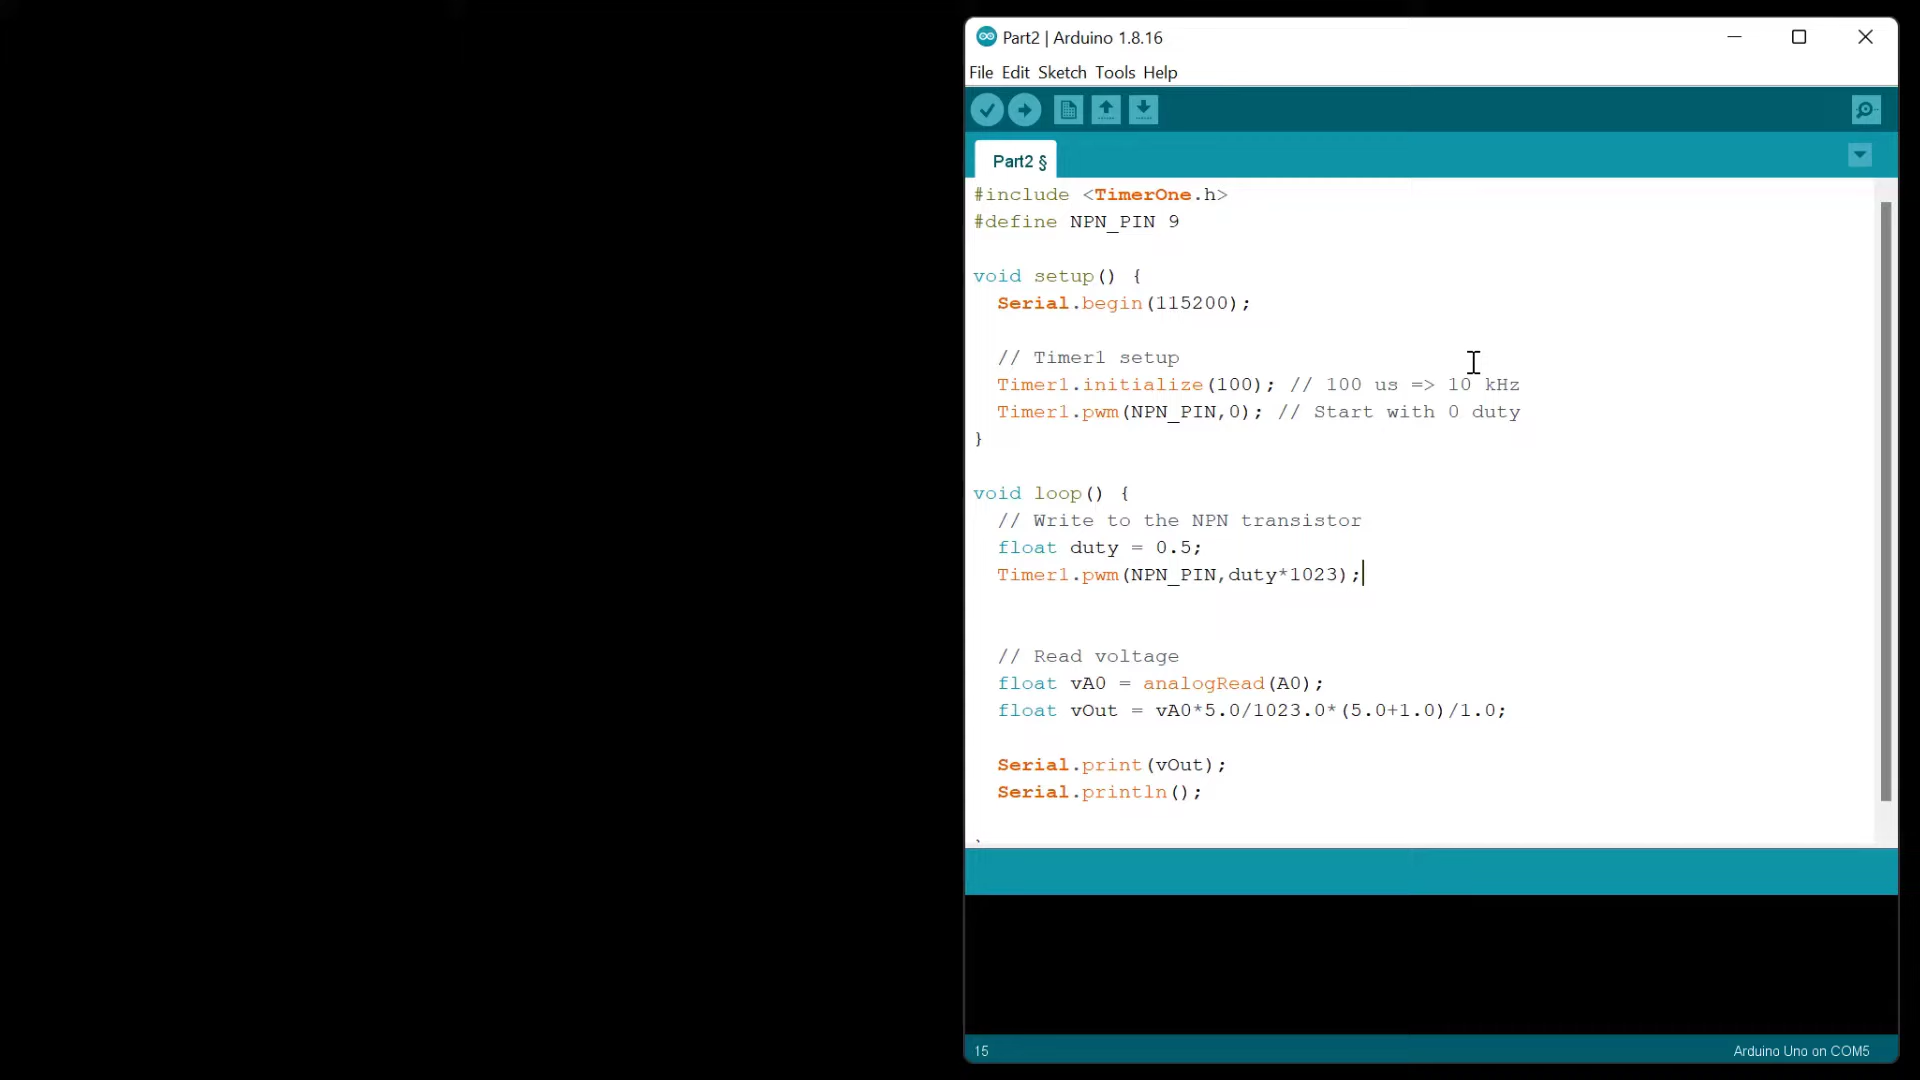 Part2 | Arduino 1.8.16
File Edit Sketch Tools Help
Part2 §
#include <TimerOne.h>
#define NPN_PIN 9
void setup() {
Serial.begin(115200);
// Timer1 setup
Timer1.initialize(100); // 100 us => 10 kHz
Timer1.pwm(NPN_PIN,0); // Start with 0 duty
}
void loop() {
// Write to the NPN transistor
float duty = 0.5;
Timer1.pwm(NPN_PIN,duty*1023);
// Read voltage
float vA0 = analogRead(A0);
float vOut = vA0*5.0/1023.0*(5.0+1.0)/1.0;
Serial.print(vOut);
Serial.println();
15
Arduino Uno on COM5